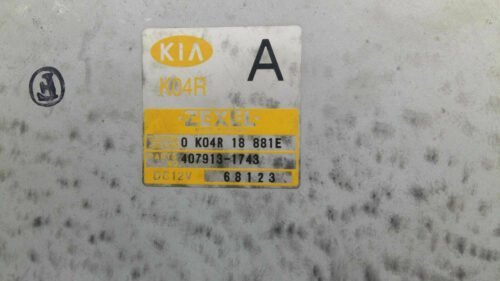 KIA
A
K04R
ZEXEL
0 K04R 18 881E
407913-1743
DC12V 68123